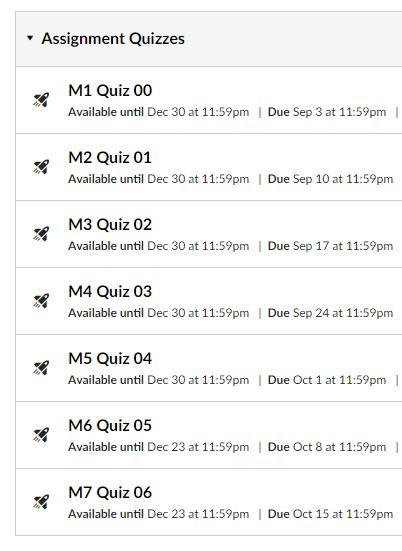 Assignment Quizzes
M1 Quiz 00
Available until Dec 30 at 11:59pm | Due Sep 3 at 11:59pm |
M2 Quiz 01
Available until Dec 30 at 11:59pm | Due Sep 10 at 11:59pm
M3 Quiz 02
Available until Dec 30 at 11:59pm | Due Sep 17 at 11:59pm
M4 Quiz 03
Available until Dec 30 at 11:59pm | Due Sep 24 at 11:59pm
M5 Quiz 04
Available until Dec 30 at 11:59pm | Due Oct 1 at 11:59pm |
M6 Quiz 05
Available until Dec 23 at 11:59pm | Due Oct 8 at 11:59pm |
M7 Quiz 06
Available until Dec 23 at 11:59pm | Due Oct 15 at 11:59pm